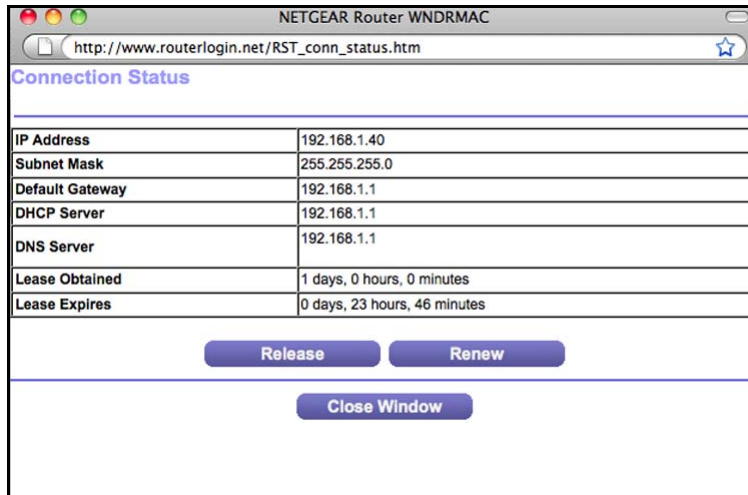 NETGEAR Router WNDRMAC
http://www.routerlogin.net/RST_conn_status.htm
Connection Status
IP Address 192.168.1.40
Subnet Mask 255.255.255.0
Default Gateway 192.168.1.1
DHCP Server 192.168.1.1
DNS Server 192.168.1.1
Lease Obtained 1 days, 0 hours, 0 minutes
Lease Expires 0 days, 23 hours, 46 minutes
Release Renew
Close Window